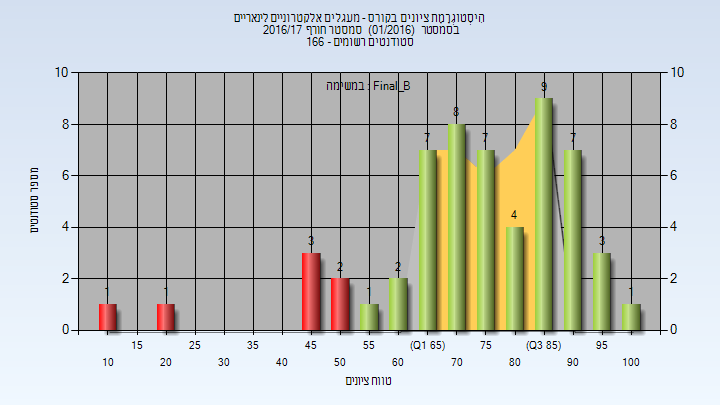 היסטוגרמת ציונים בקורס - מעגלים אלקטרוניים לינאריים
בסמסטר (01/2016) סמסטר חורף 2016/17
סטודנטים רשומים - 166
במשימה : Final_B
10 10
8 8
6 6
4 4
2 2
0 0
1 1 3 2 1 2 7 8 7 4 9 7 3 1
מספר סטודנטים
15 25 35 45 55 (Q1 65) 75 (Q3 85) 95
10 20 30 40 50 60 70 80 90 100
טווח ציונים